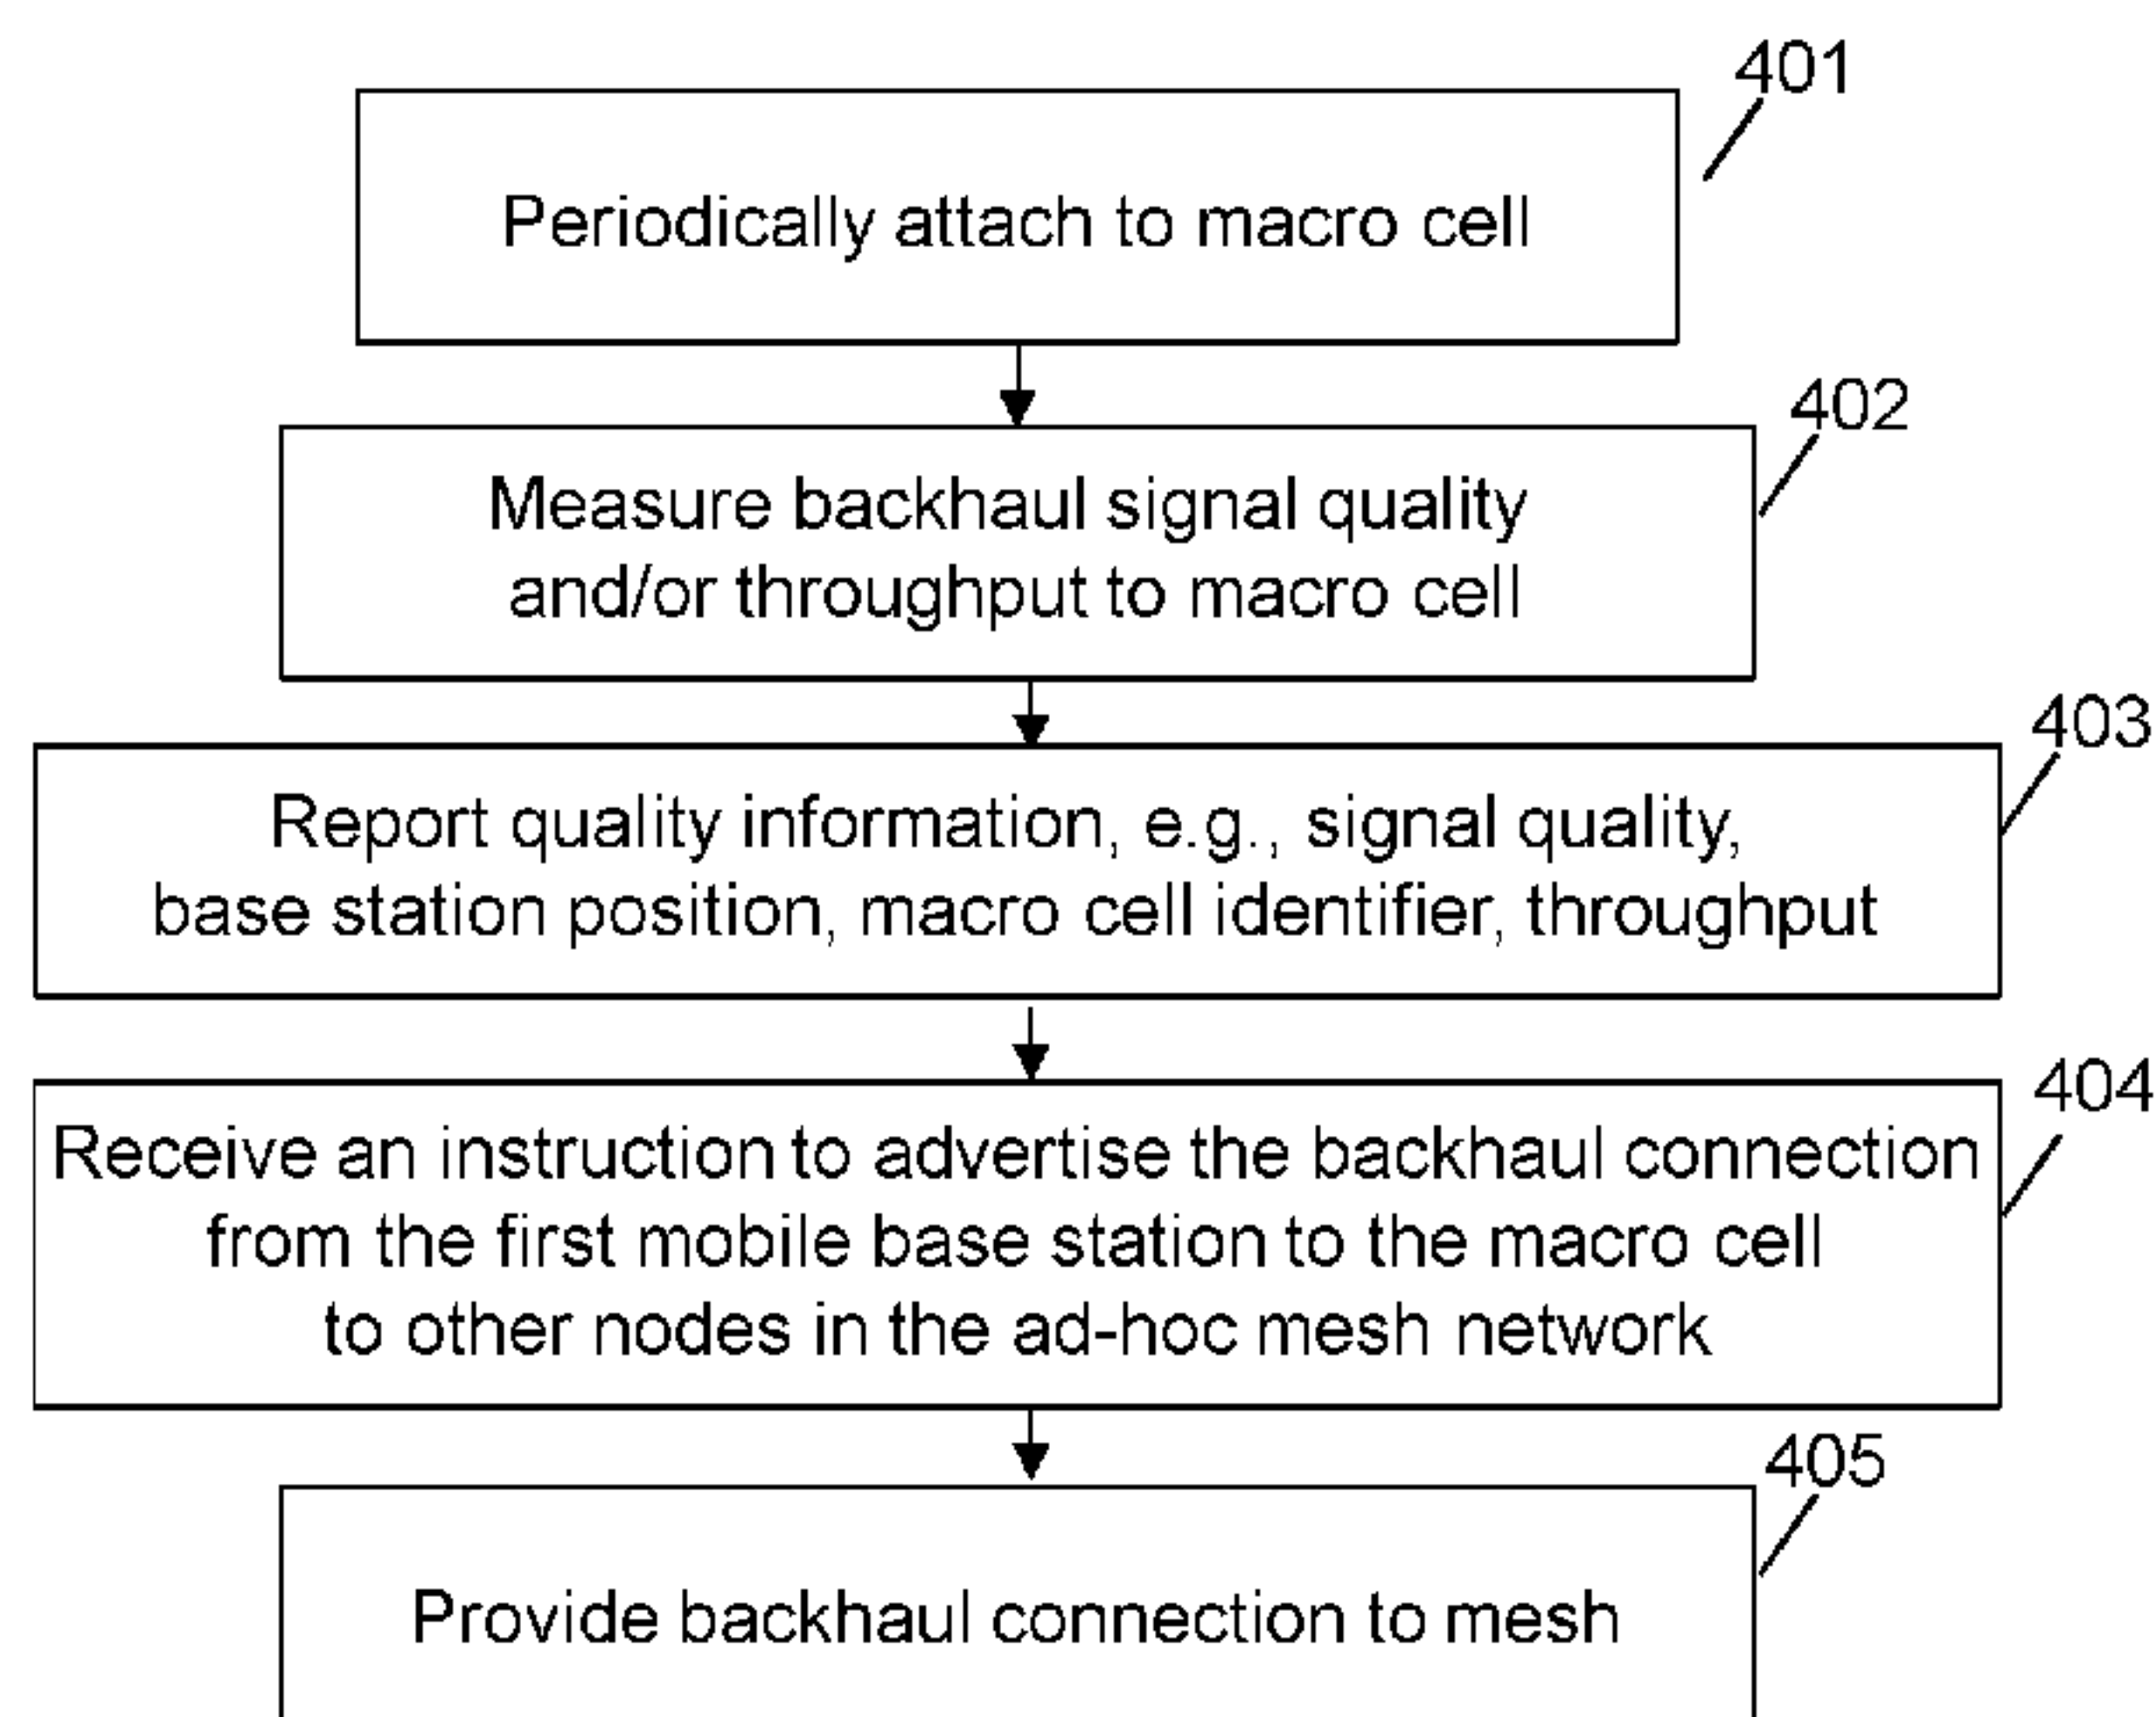 401
Periodically attach to macro cell
402
Measure backhaul signal quality
and/or throughput to macro cell
403
Report quality information, e.g., signal quality,
base station position, macro cell identifier, throughput
404
Receive an instruction to advertise the backhaul connection
from the first mobile base station to the macro cell
to other nodes in the ad-hoc mesh network
405
Provide backhaul connection to mesh